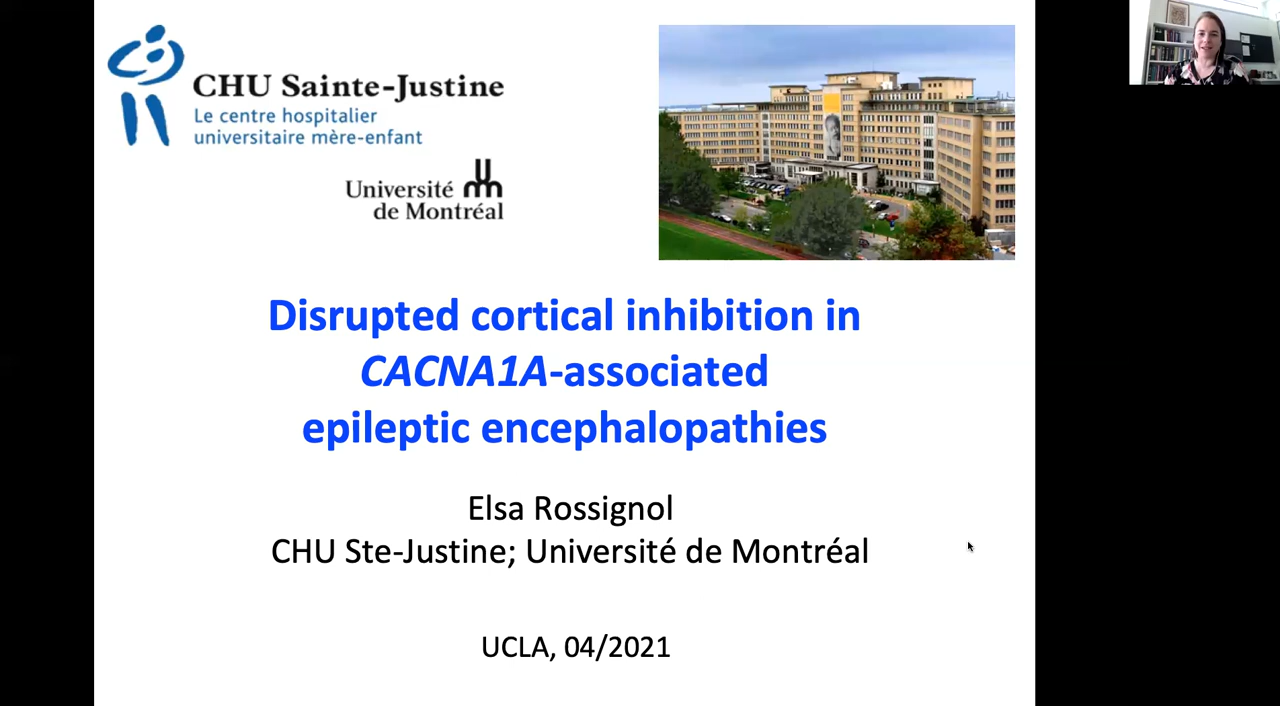 CHU Sainte-Justine
Le centre hospitalier
universitaire mère-enfant
Université
de Montréal
Disrupted cortical inhibition in
CACNA1A-associated
epileptic encephalopathies
Elsa Rossignol
CHU Ste-Justine; Université de Montréal
UCLA, 04/2021